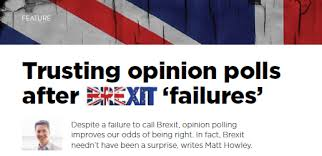 FEATURE
Trusting opinion polls
after BREXIT ‘failures’
Despite a failure to call Brexit, opinion polling
improves our odds of being right. In fact, Brexit
needn’t have been a surprise, writes Matt Howley.